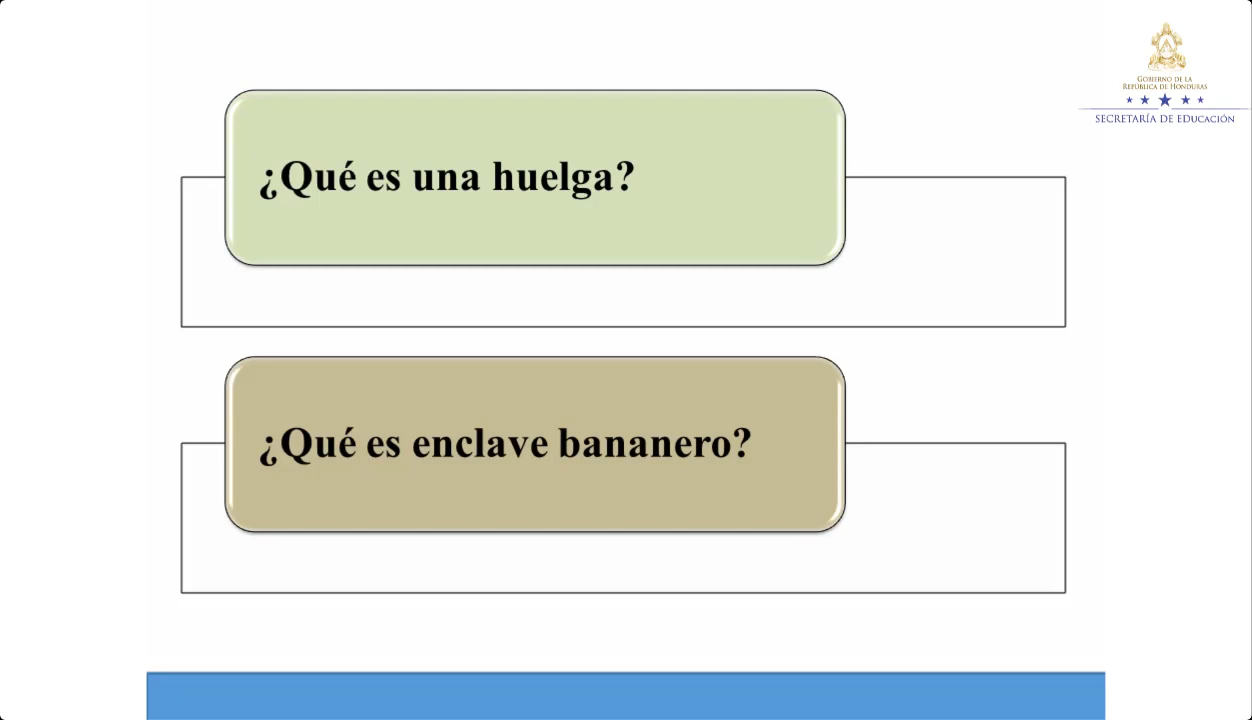 GOBIERNO DE LA
REPÚBLICA DE HONDURAS
SECRETARÍA DE EDUCACIÓN
¿Qué es una huelga?
¿Qué es enclave bananero?